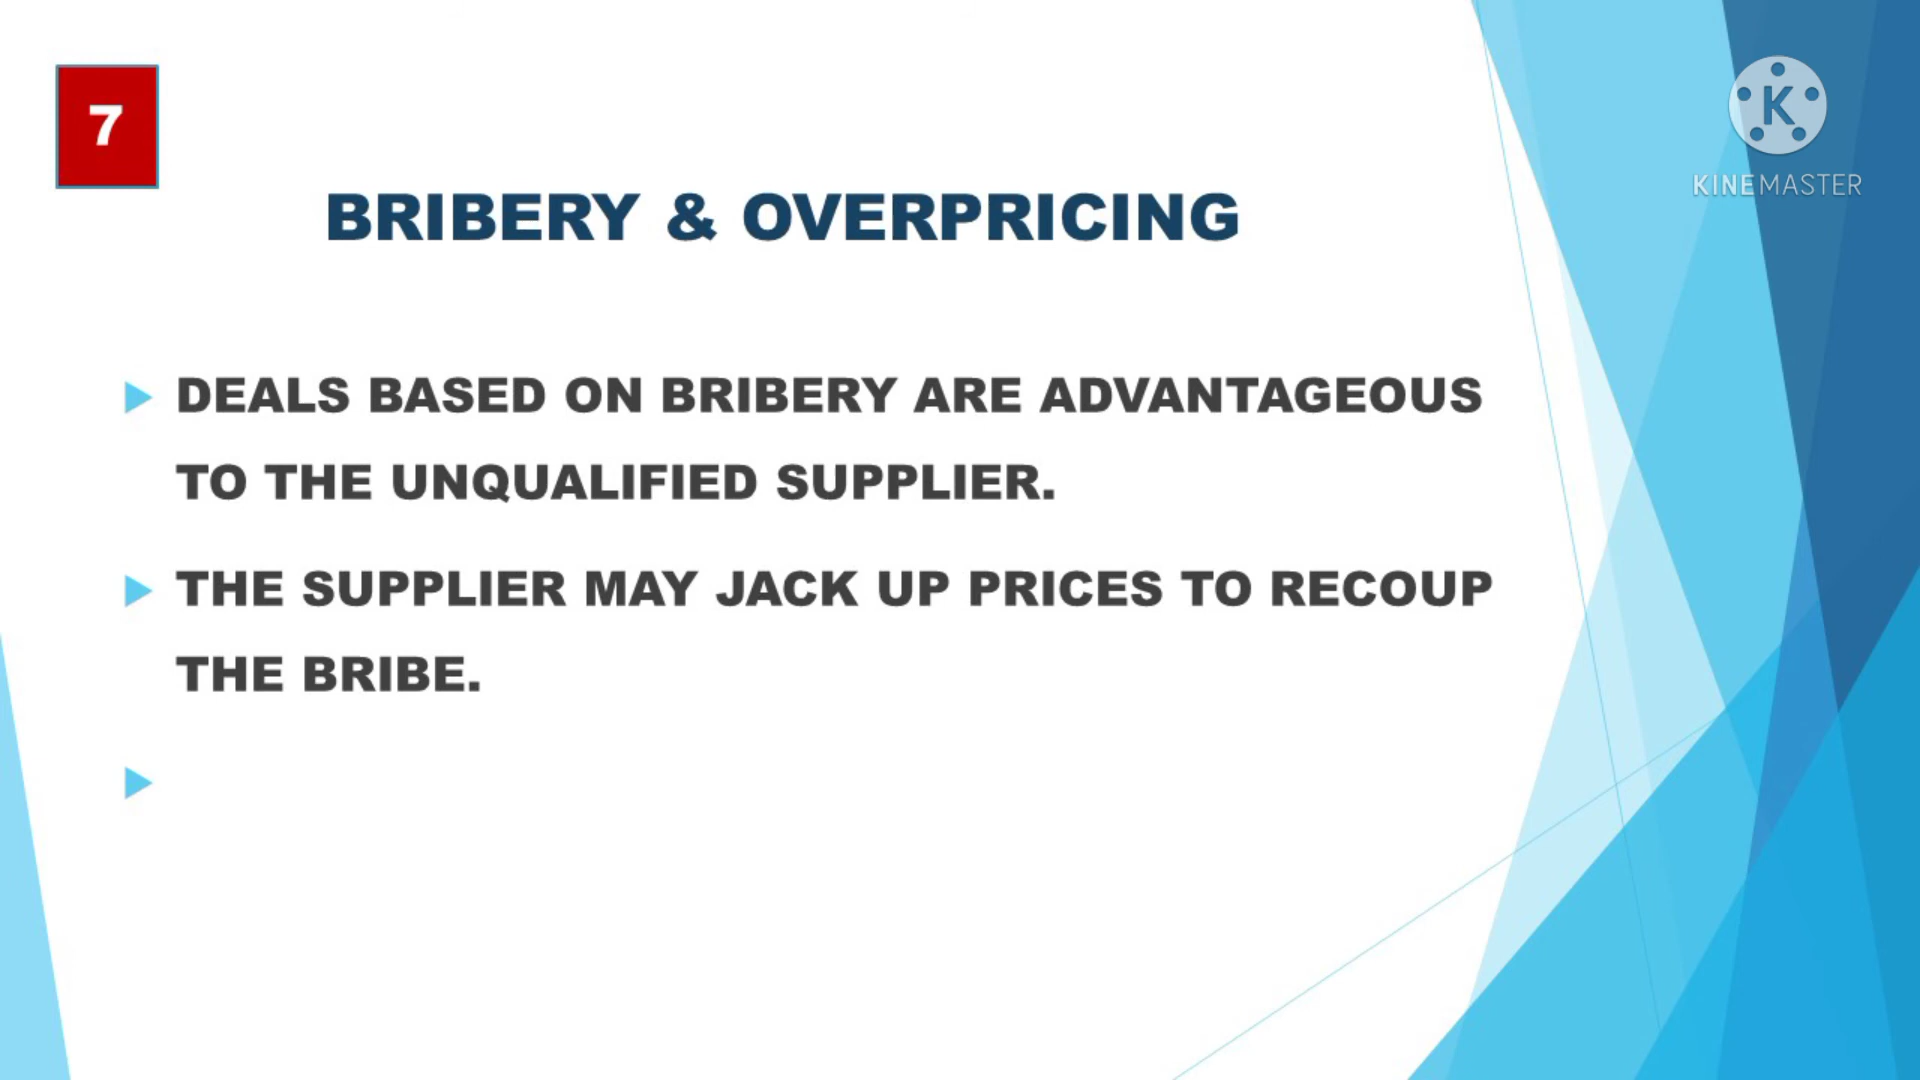 7
K
KINEMASTER
BRIBERY & OVERPRICING
DEALS BASED ON BRIBERY ARE ADVANTAGEOUS
TO THE UNQUALIFIED SUPPLIER.
THE SUPPLIER MAY JACK UP PRICES TO RECOUP
THE BRIBE.